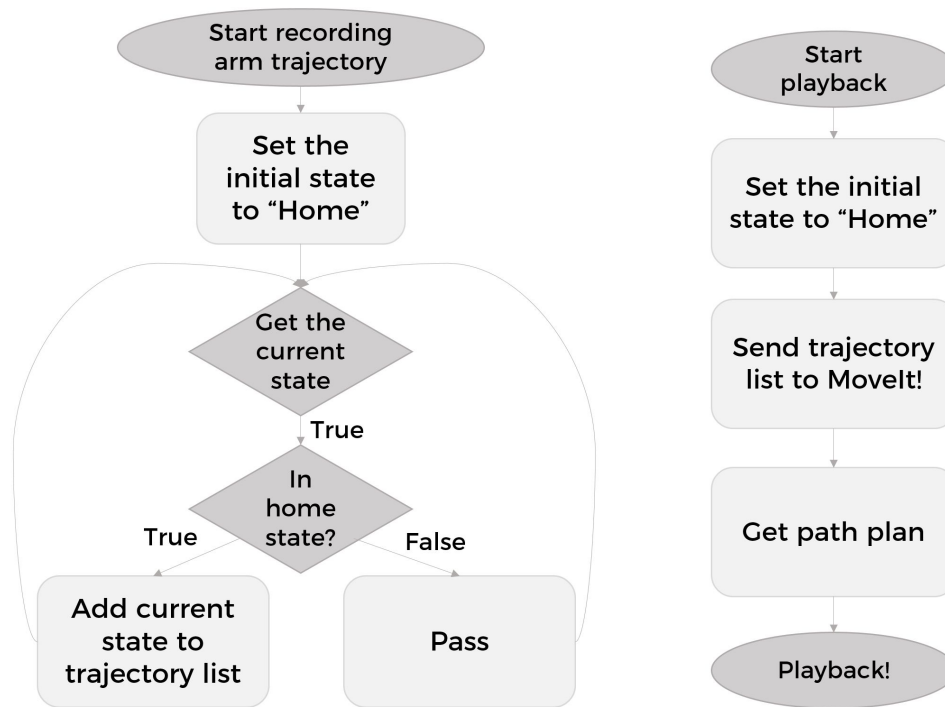 Start recording
arm trajectory
Set the
initial state
to “Home”
Get the
current
state
True
In
home
state?
True
False
Add current
state to
trajectory list
Pass
Start
playback
Set the initial
state to “Home”
Send trajectory
list to MoveIt!
Get path plan
Playback!